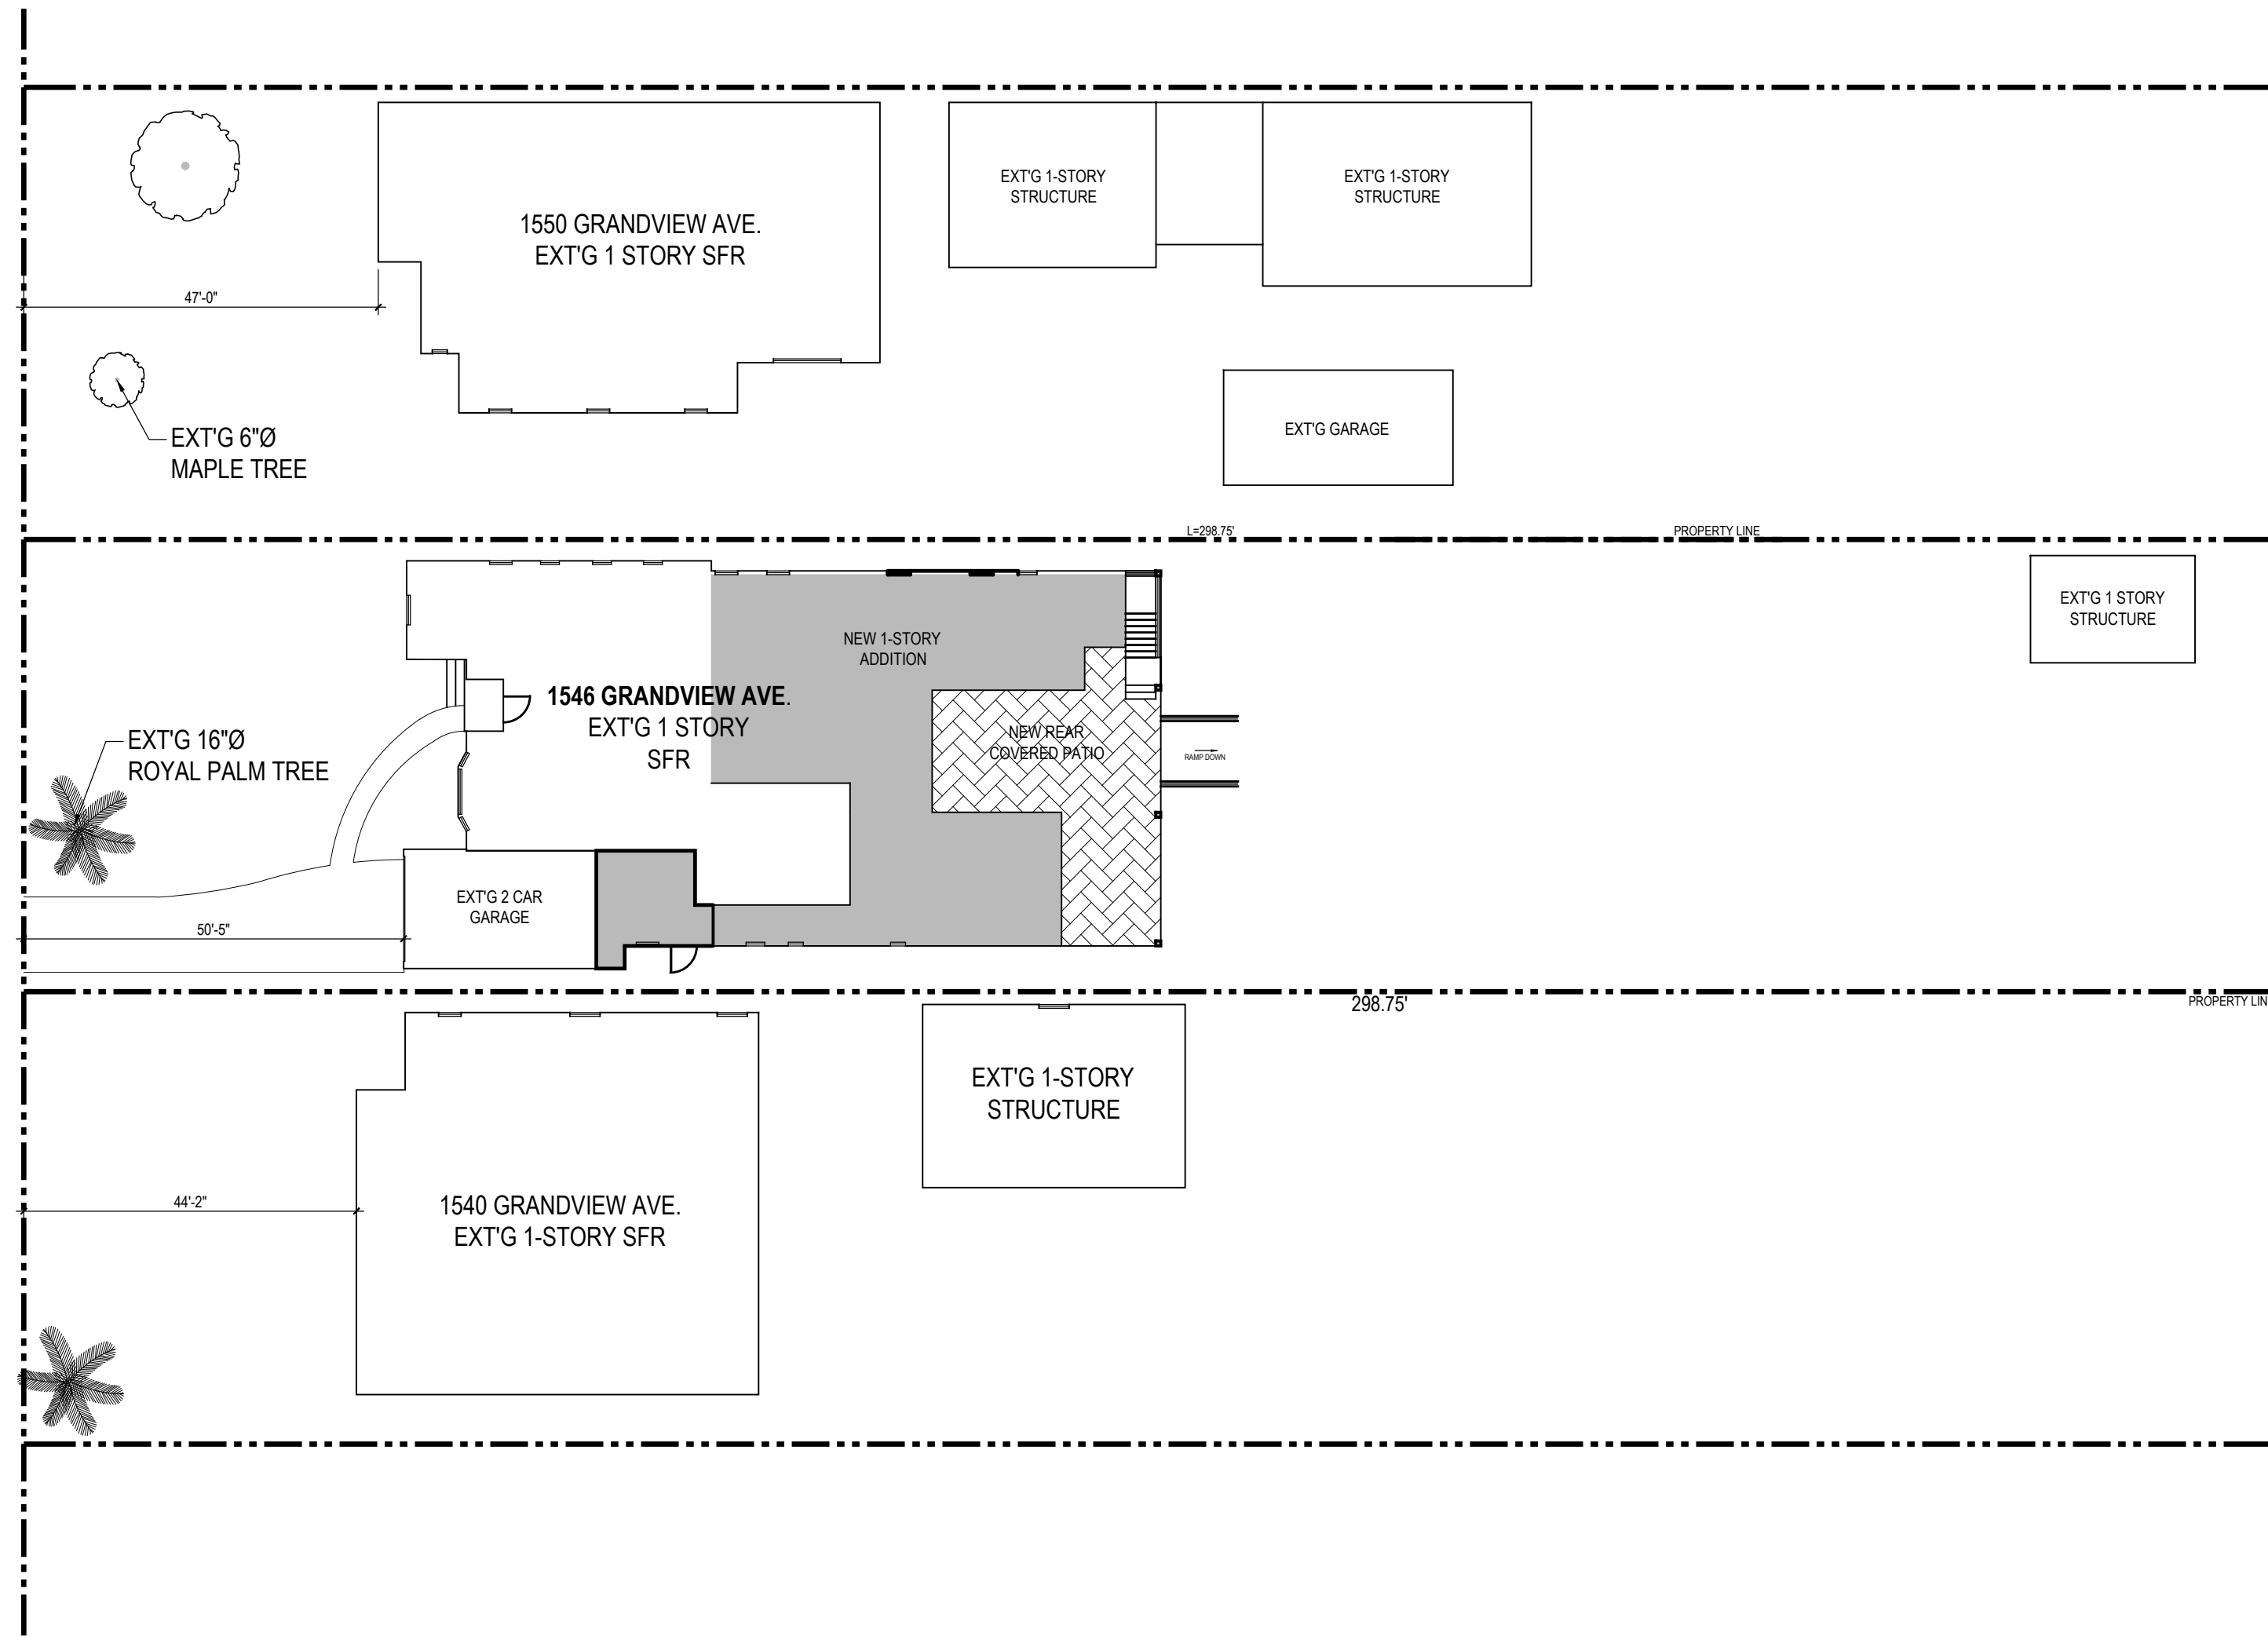 EXT'G 1-STORY
STRUCTURE
EXT'G 1-STORY
STRUCTURE
1550 GRANDVIEW AVE.
EXT'G 1 STORY SFR
47'-0"
EXT'G 6"Ø
MAPLE TREE
EXT'G GARAGE
L=298.75'
PROPERTY LINE
EXT'G 1 STORY
STRUCTURE
NEW 1-STORY
ADDITION
1546 GRANDVIEW AVE.
EXT'G 1 STORY
SFR
NEW REAR
COVERED PATIO
RAMP DOWN
EXT'G 16"Ø
ROYAL PALM TREE
EXT'G 2 CAR
GARAGE
50'-5"
298.75'
PROPERTY LIN
EXT'G 1-STORY
STRUCTURE
44'-2"
1540 GRANDVIEW AVE.
EXT'G 1-STORY SFR